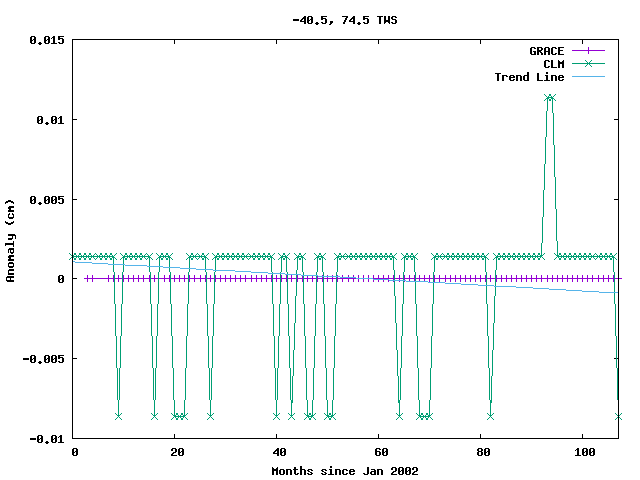 -40.5, 74.5 TWS
GRACE
CLM
Trend Line
0.015
0.01
0.005
0
-0.005
-0.01
Anomaly (cm)
0 20 40 60 80 100
Months since Jan 2002